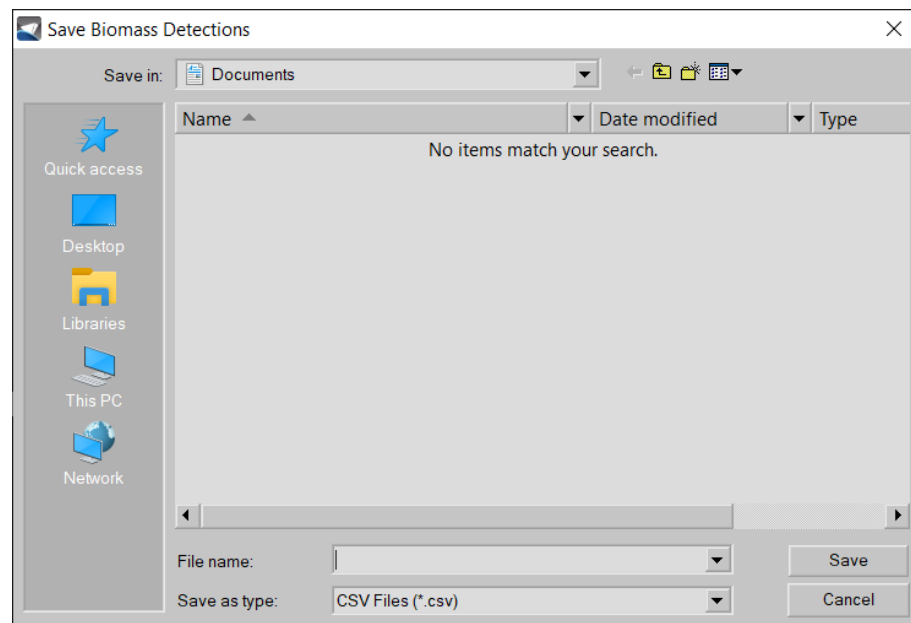 Save Biomass Detections
Save in: Documents
Name Date modified Type
No items match your search.
Quick access
Desktop
Libraries
This PC
Network
File name: Save
Save as type: CSV Files (*.csv) Cancel